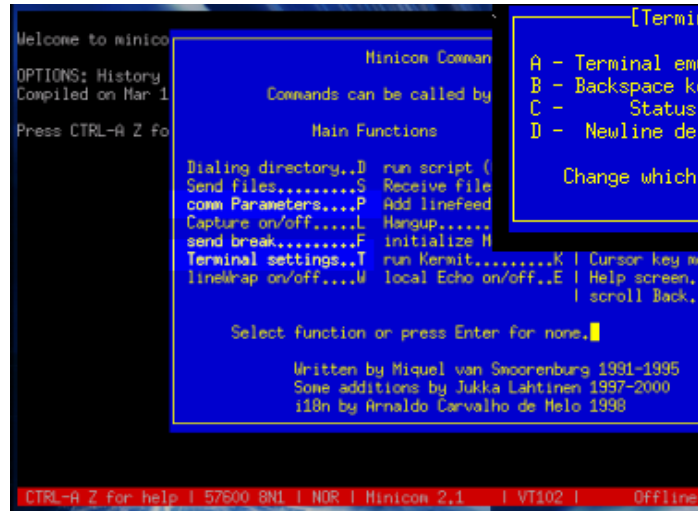 Welcome to minico
OPTIONS: History
Compiled on Mar 1
Press CTRL-A Z fo
Minicom Comman
Commands can be called by
Main Functions
Dialing directory..D run script (
Send files.........S Receive file
comm Parameters....P Add linefeed
Capture on/off.....L Hangup......
send break.........F initialize M
Terminal settings..T run Kermit.........K | Cursor key m
lineWrap on/off....W local Echo on/off..E | Help screen.
| scroll Back.
Select function or press Enter for none.
Written by Miquel van Smoorenburg 1991-1995
Some additions by Jukka Lahtinen 1997-2000
i18n by Arnaldo Carvalho de Melo 1998
[Termi
A - Terminal em
B - Backspace k
C - Status
D - Newline de
Change which
CTRL-A Z for help | 57600 8N1 | NOR | Minicom 2.1 | VT102 | Offline